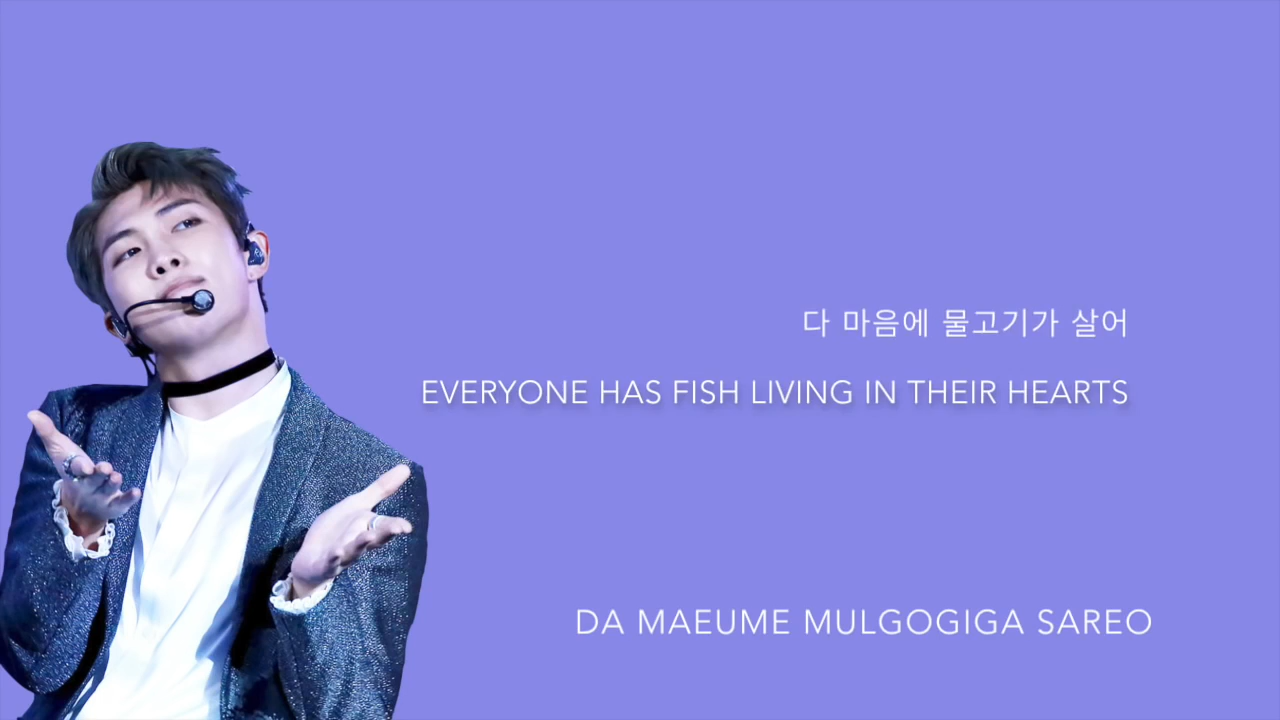 다 마음에 물고기가 살어
EVERYONE HAS FISH LIVING IN THEIR HEARTS
DA MAEUME MULGOGIGA SAREO